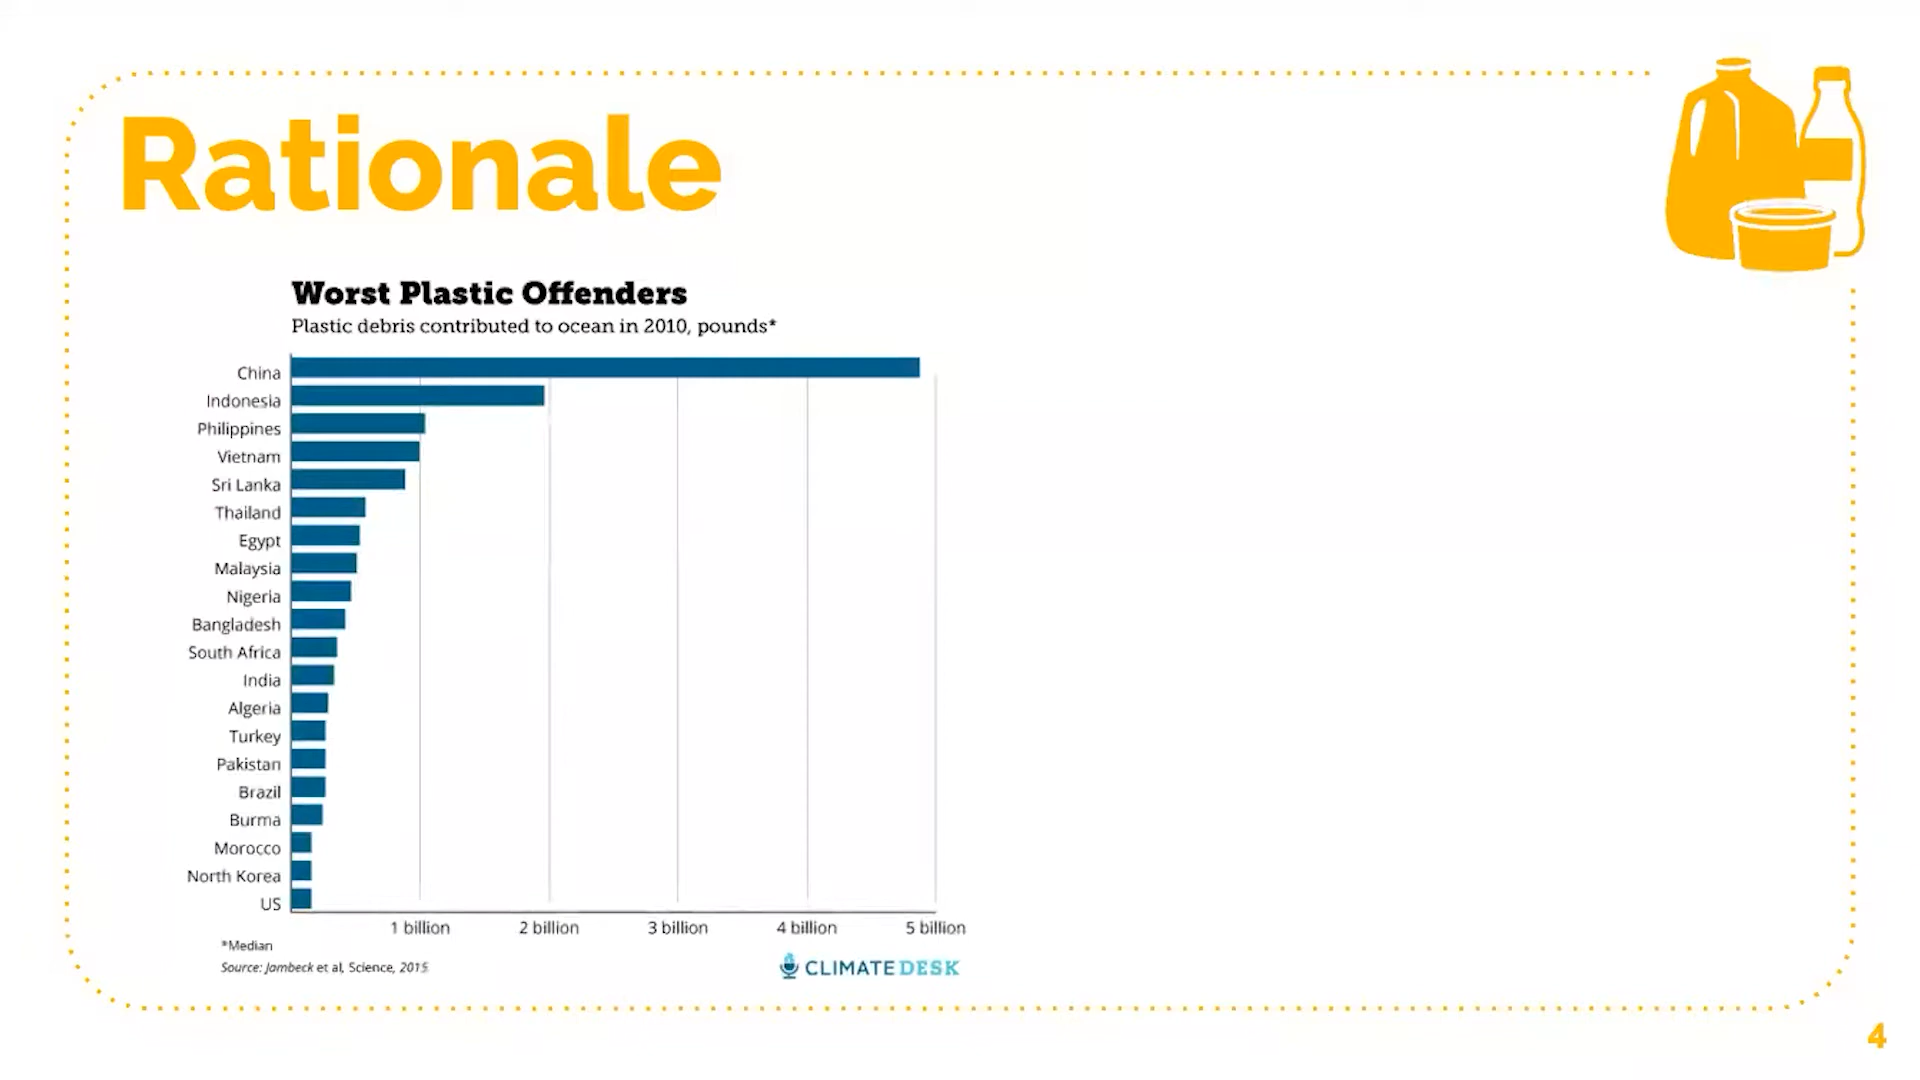 Rationale
Worst Plastic Offenders
Plastic debris contributed to ocean in 2010, pounds*
China
Indonesia
Philippines
Vietnam
Sri Lanka
Thailand
Egypt
Malaysia
Nigeria
Bangladesh
South Africa
India
Algeria
Turkey
Pakistan
Brazil
Burma
Morocco
North Korea
US
1 billion 2 billion 3 billion 4 billion 5 billion
*Median
Source: Jambeck et al, Science, 2015
CLIMATE DESK
4